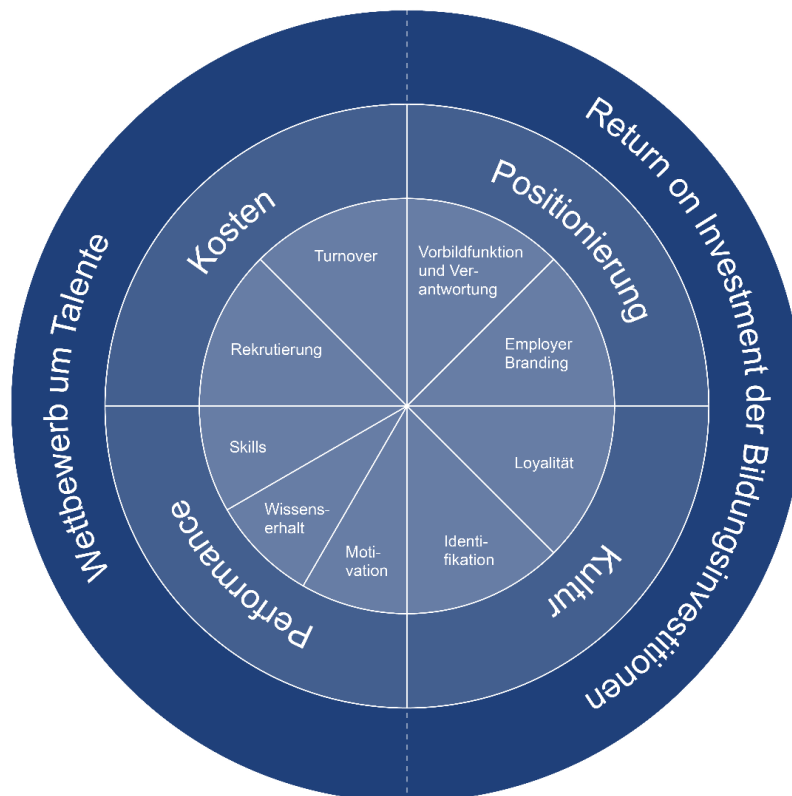 Wettbewerb um Talente
Return on Investment der Bildungsinvestitionen
Kosten
Positionierung
Performance
Kultur
Turnover
Vorbildfunktion
und Ver-
antwortung
Rekrutierung
Employer
Branding
Skills
Loyalität
Wissens-
erhalt
Moti-
vation
Identi-
fikation